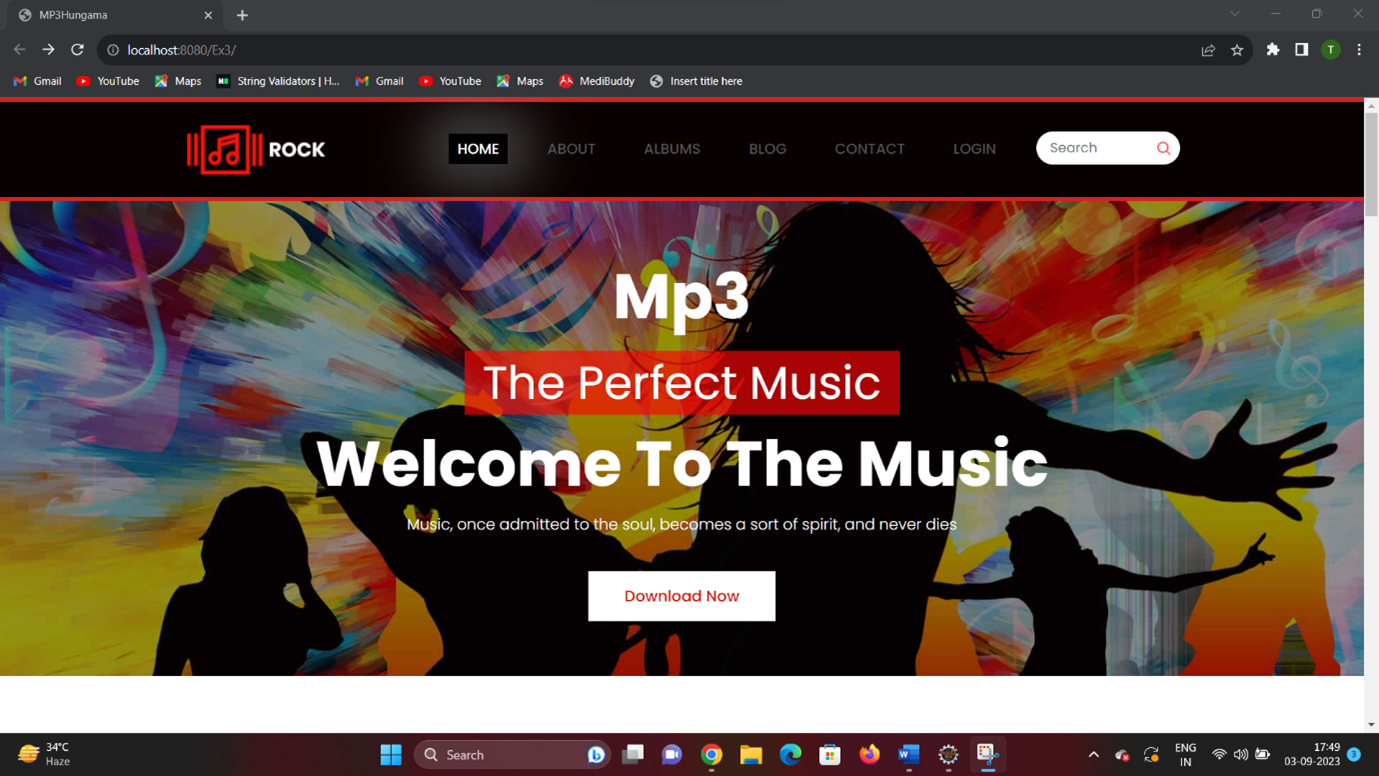 MP3Hungama
localhost:8080/Ex3/
T
Gmail YouTube Maps String Validators | H... Gmail YouTube Maps MediBuddy Insert title here
ROCK HOME ABOUT ALBUMS BLOG CONTACT LOGIN Search
Mp3
The Perfect Music
Welcome To The Music
Music, once admitted to the soul, becomes a sort of spirit, and never dies
Download Now
34°C
Haze
Search
ENG
IN
17:49
03-09-2023
3